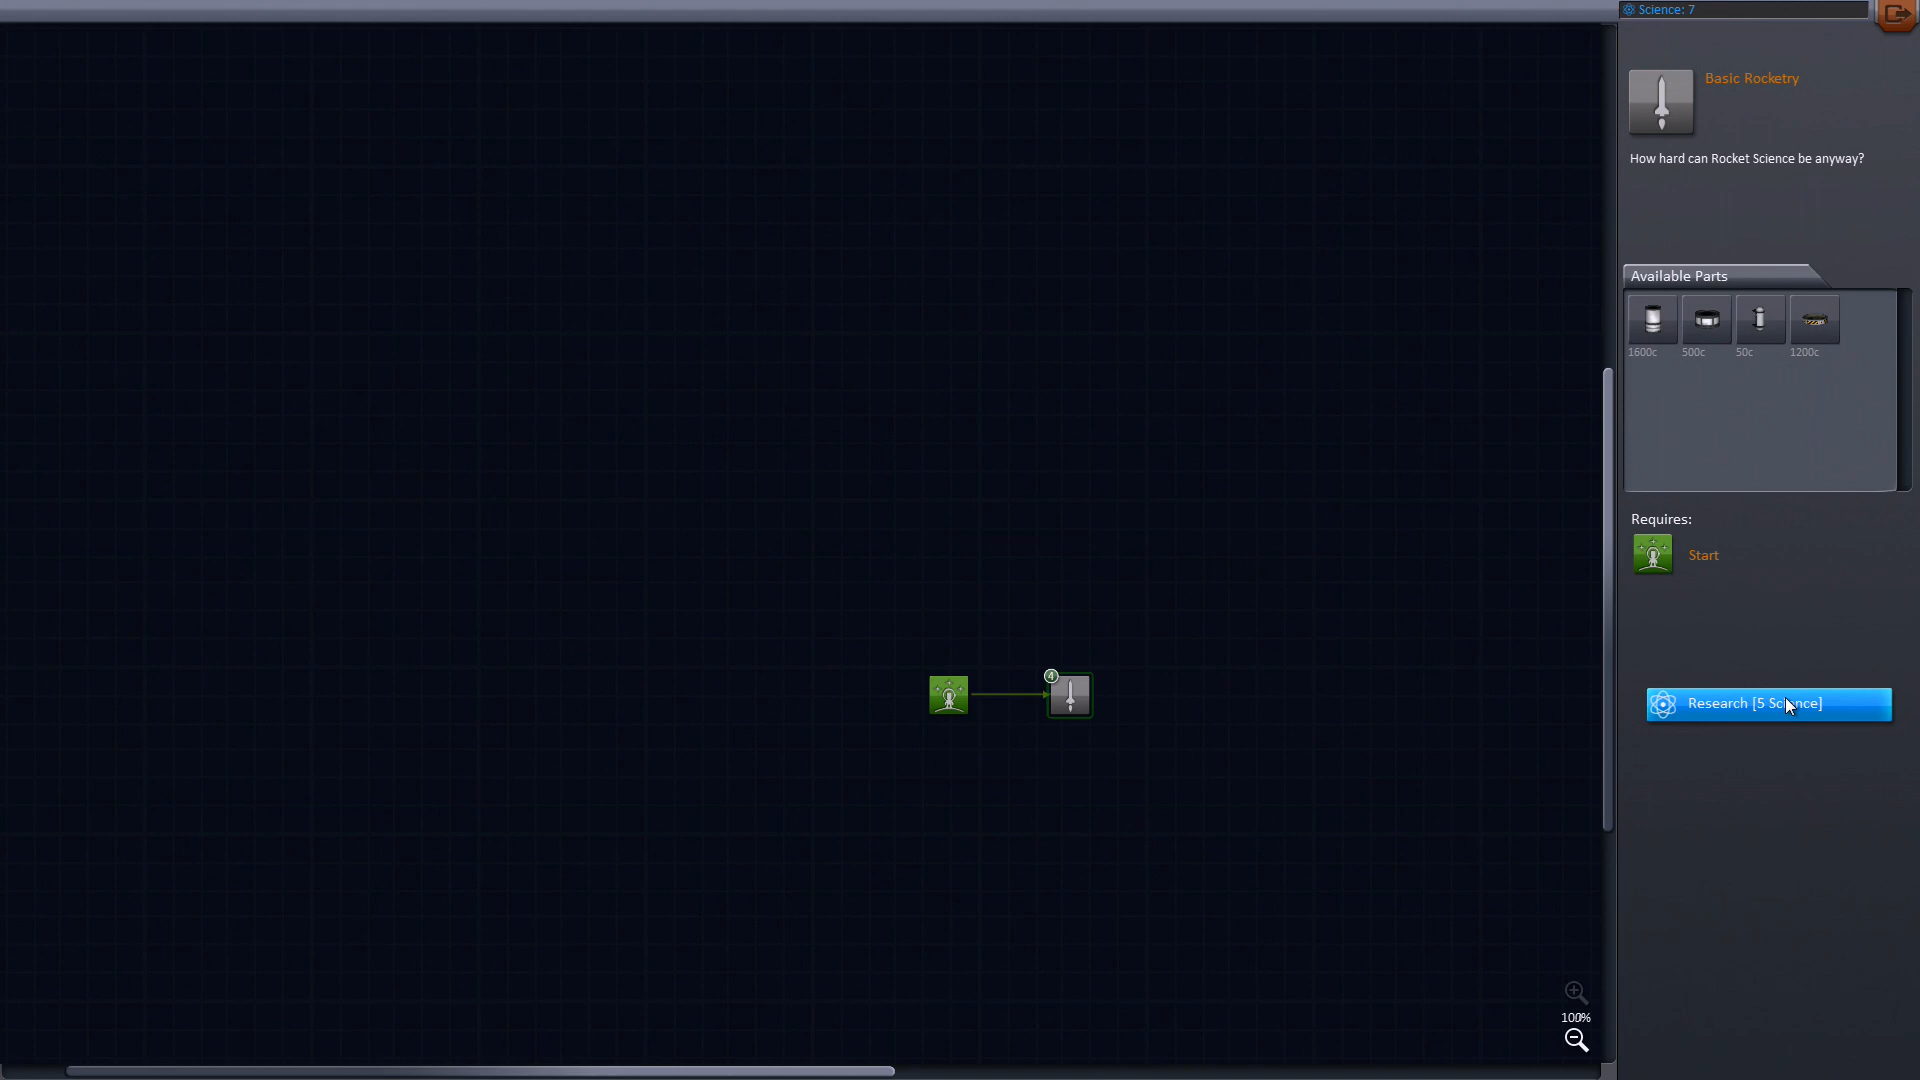 Science: 7
Basic Rocketry
How hard can Rocket Science be anyway?
Available Parts
1600c 500c 50c 1200c
Requires:
Start
4
Research [5 Science]
100%